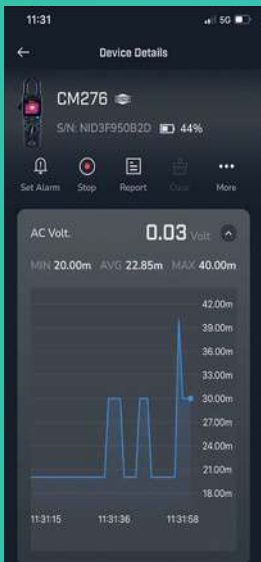 11:31
5G
Device Details
CM276
S/N: NID3F950B2D 44%
Set Alarm Stop Report Clear More
AC Volt. 0.03 Volt
MIN 20.00m AVG 22.85m MAX 40.00m
42.00m
39.00m
36.00m
33.00m
30.00m
27.00m
24.00m
21.00m
18.00m
11:31:15 11:31:36 11:31:58